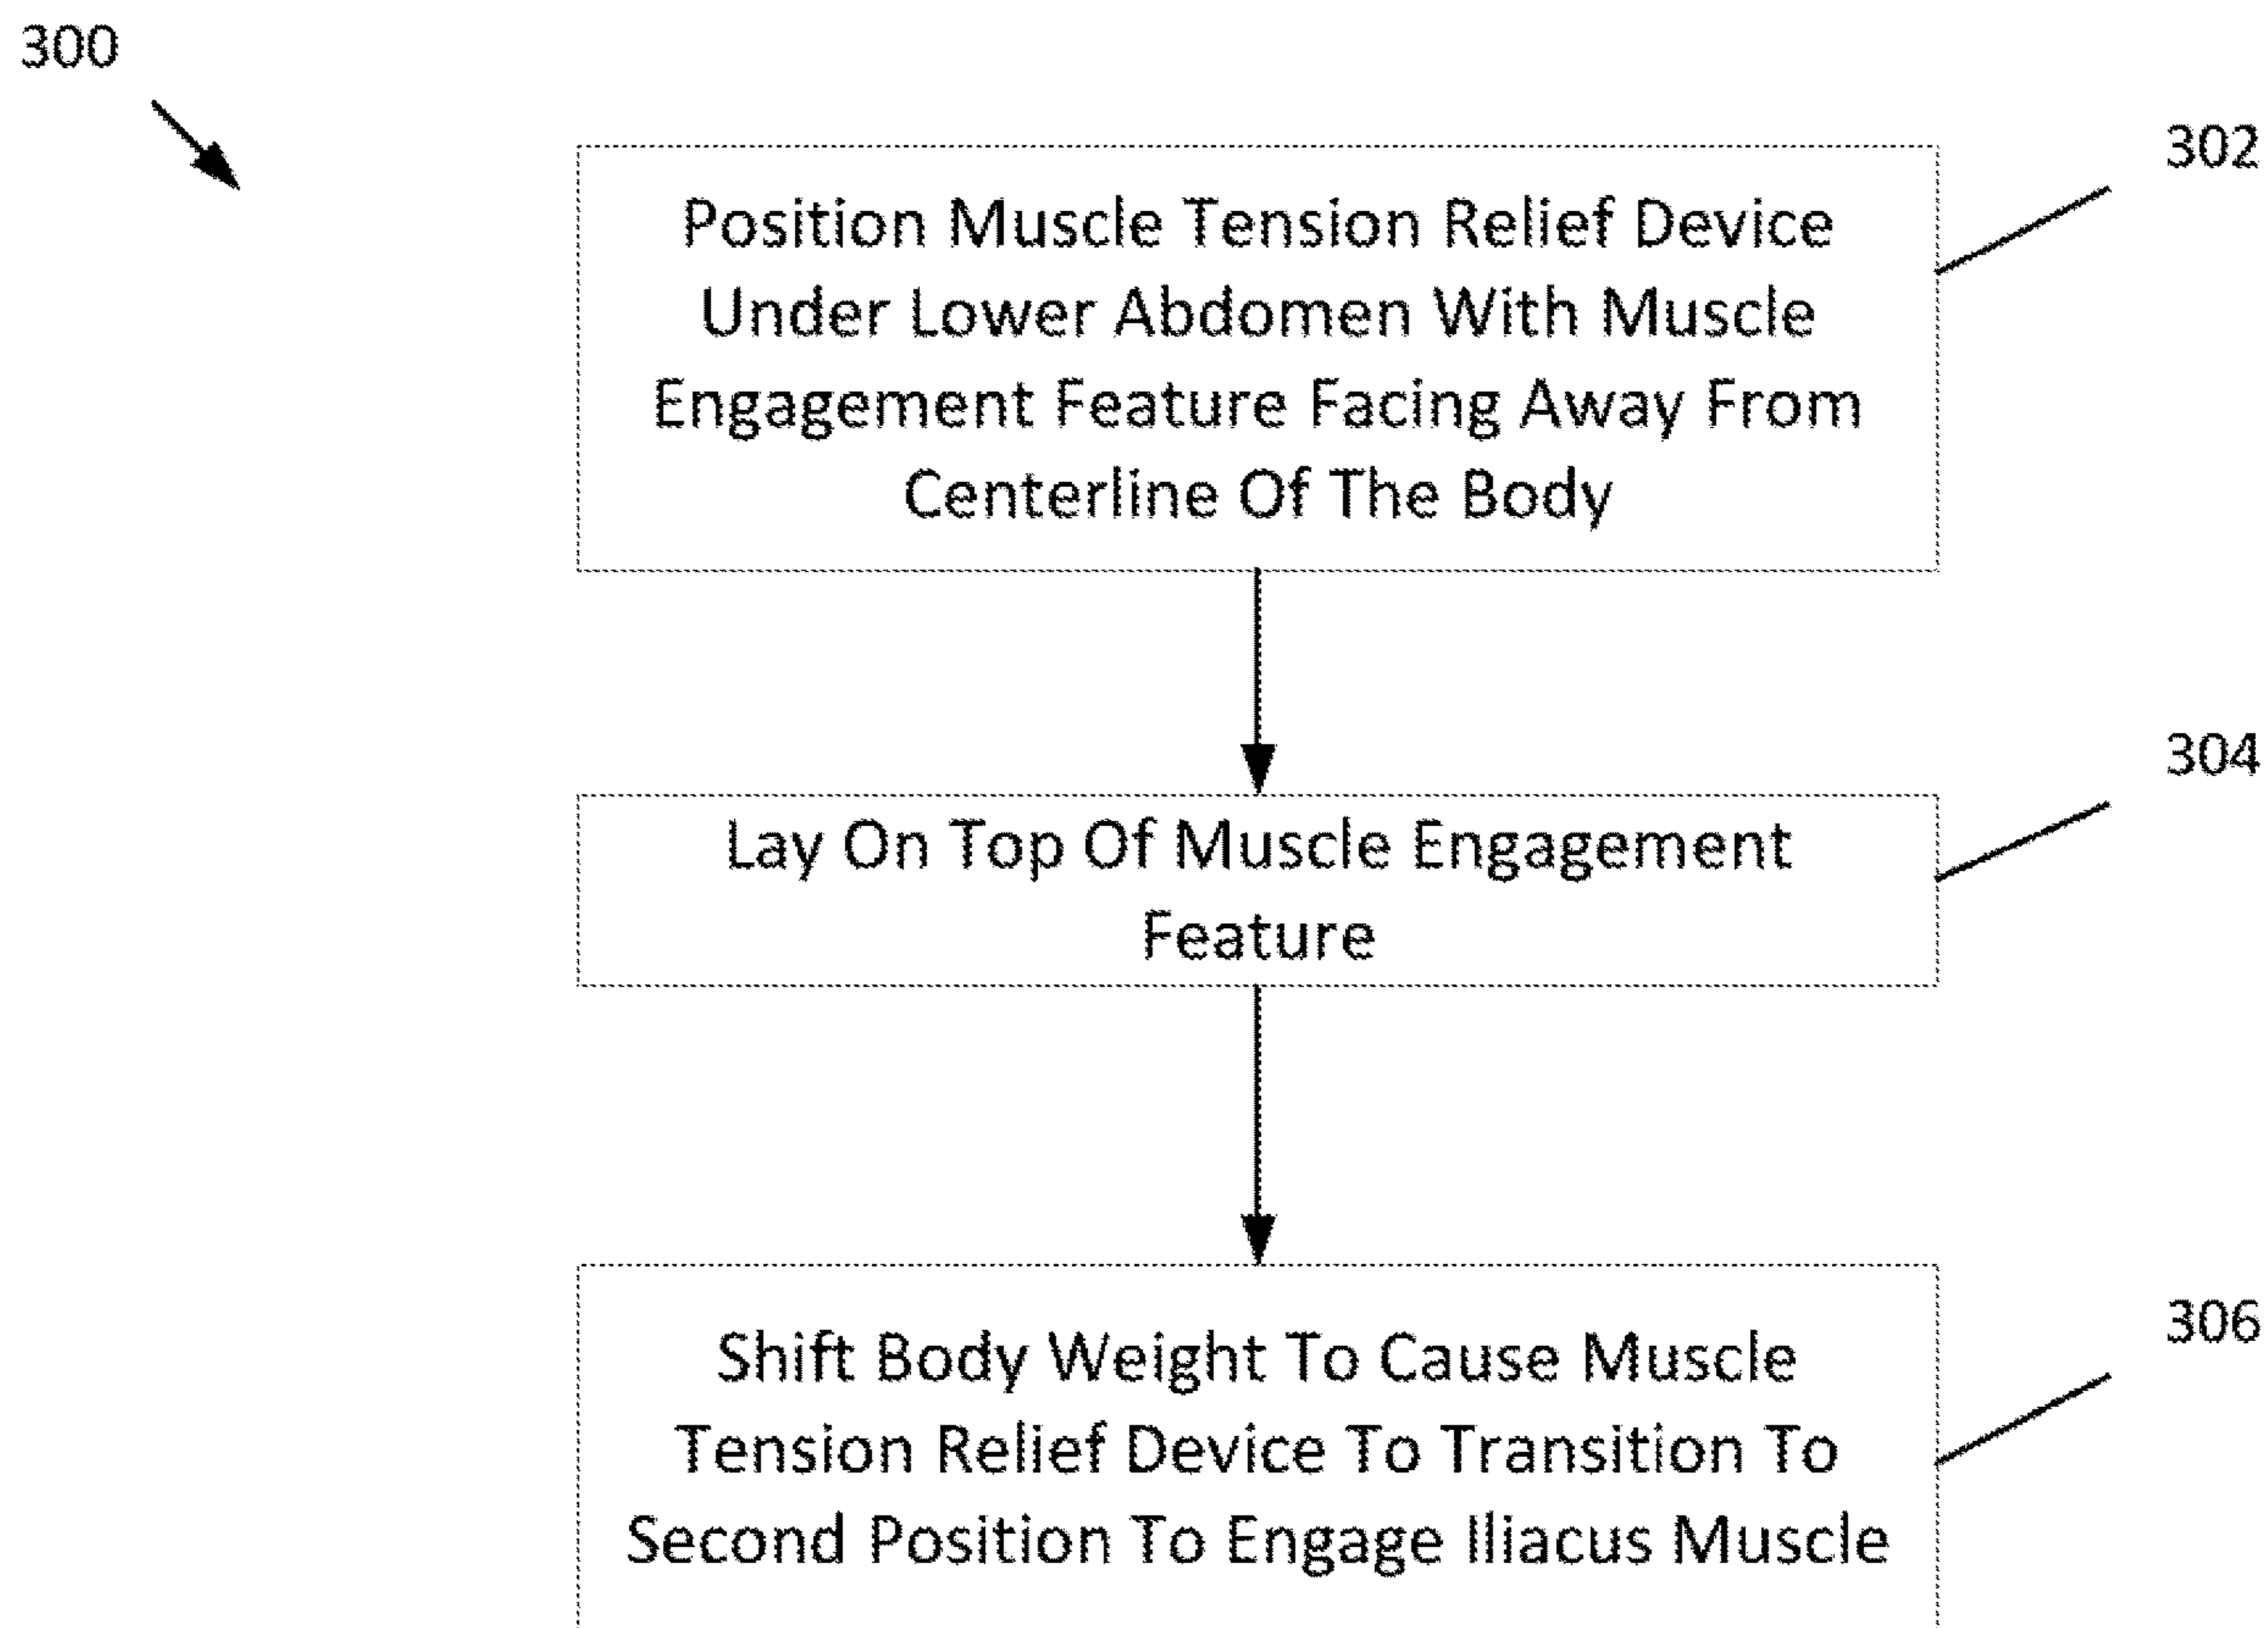 300
302
Position Muscle Tension Relief Device
Under Lower Abdomen With Muscle
Engagement Feature Facing Away From
Centerline Of The Body
304
Lay On Top Of Muscle Engagement
Feature
306
Shift Body Weight To Cause Muscle
Tension Relief Device To Transition To
Second Position To Engage Iliacus Muscle